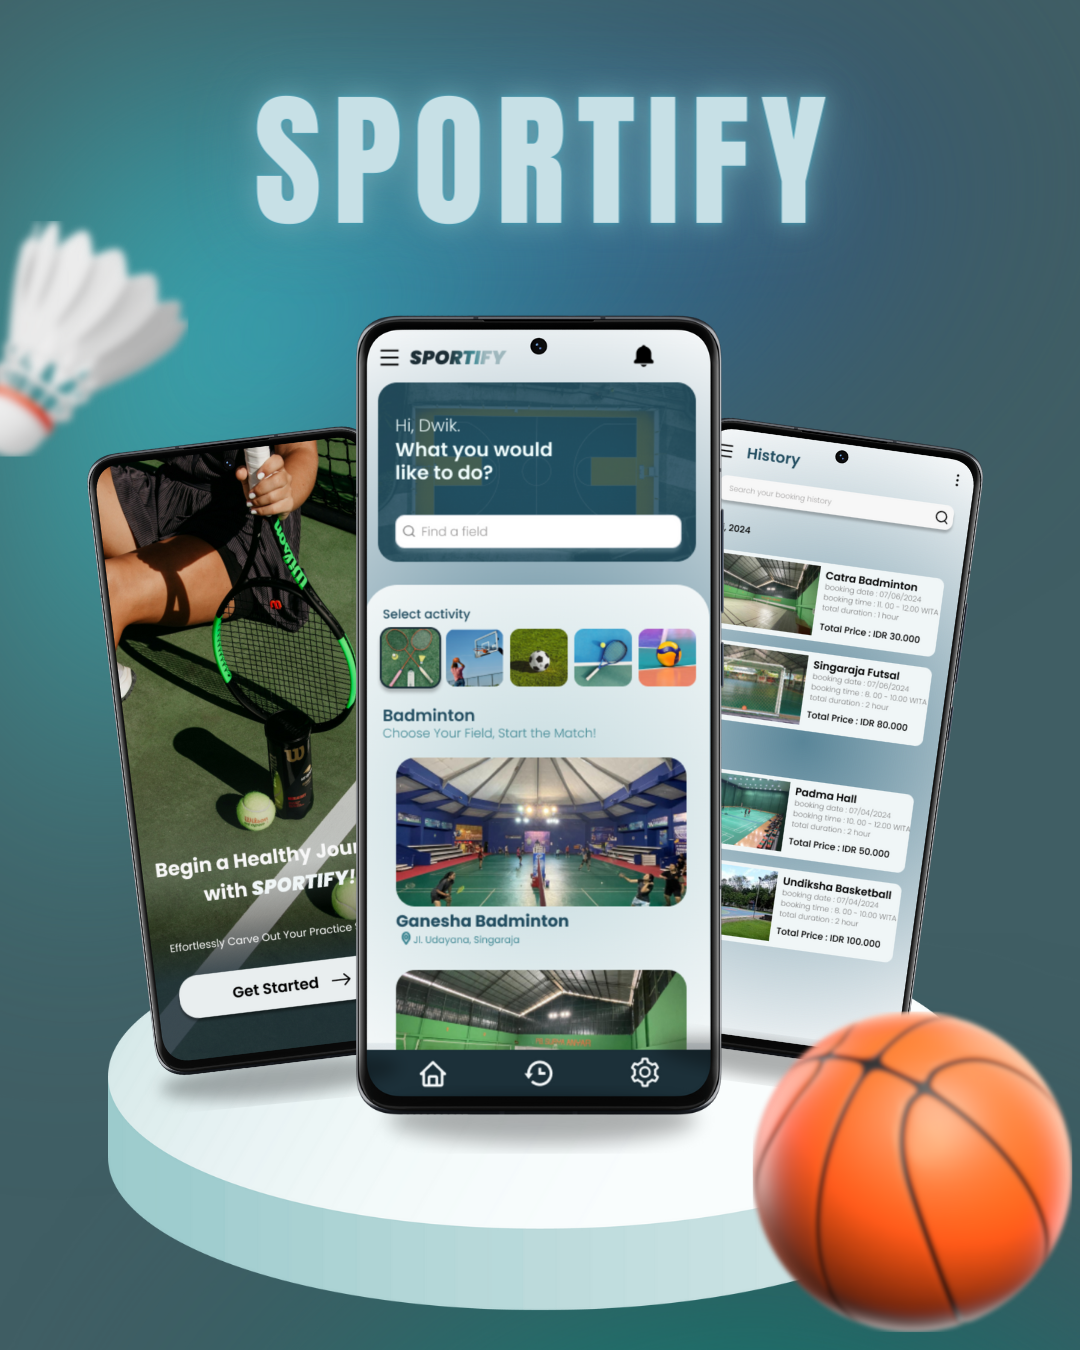 SPORTIFY
Wilson
W
Wilson
Begin a Healthy Jour
with SPORTIFY!
Effortlessly Carve Out Your Practice
Get Started
SPORTIFY
Hi, Dwik.
What you would
like to do?
Find a field
Select activity
Badminton
Choose Your Field, Start the Match!
Ganesha Badminton
Jl. Udayana, Singaraja
History
Search your booking history
, 2024
Catra Badminton
booking date : 07/06/2024
booking time : 11. 00 - 12.00 WITA
total duration : 1 hour
Total Price : IDR 30.000
Singaraja Futsal
booking date : 07/06/2024
booking time : 8. 00 - 10.00 WITA
total duration : 2 hour
Total Price : IDR 80.000
Padma Hall
booking date : 07/04/2024
booking time : 10. 00 - 12.00 WITA
total duration : 2 hour
Total Price : IDR 50.000
Undiksha Basketball
booking date : 07/04/2024
booking time : 8. 00 - 10.00 WITA
total duration : 2 hour
Total Price : IDR 100.000